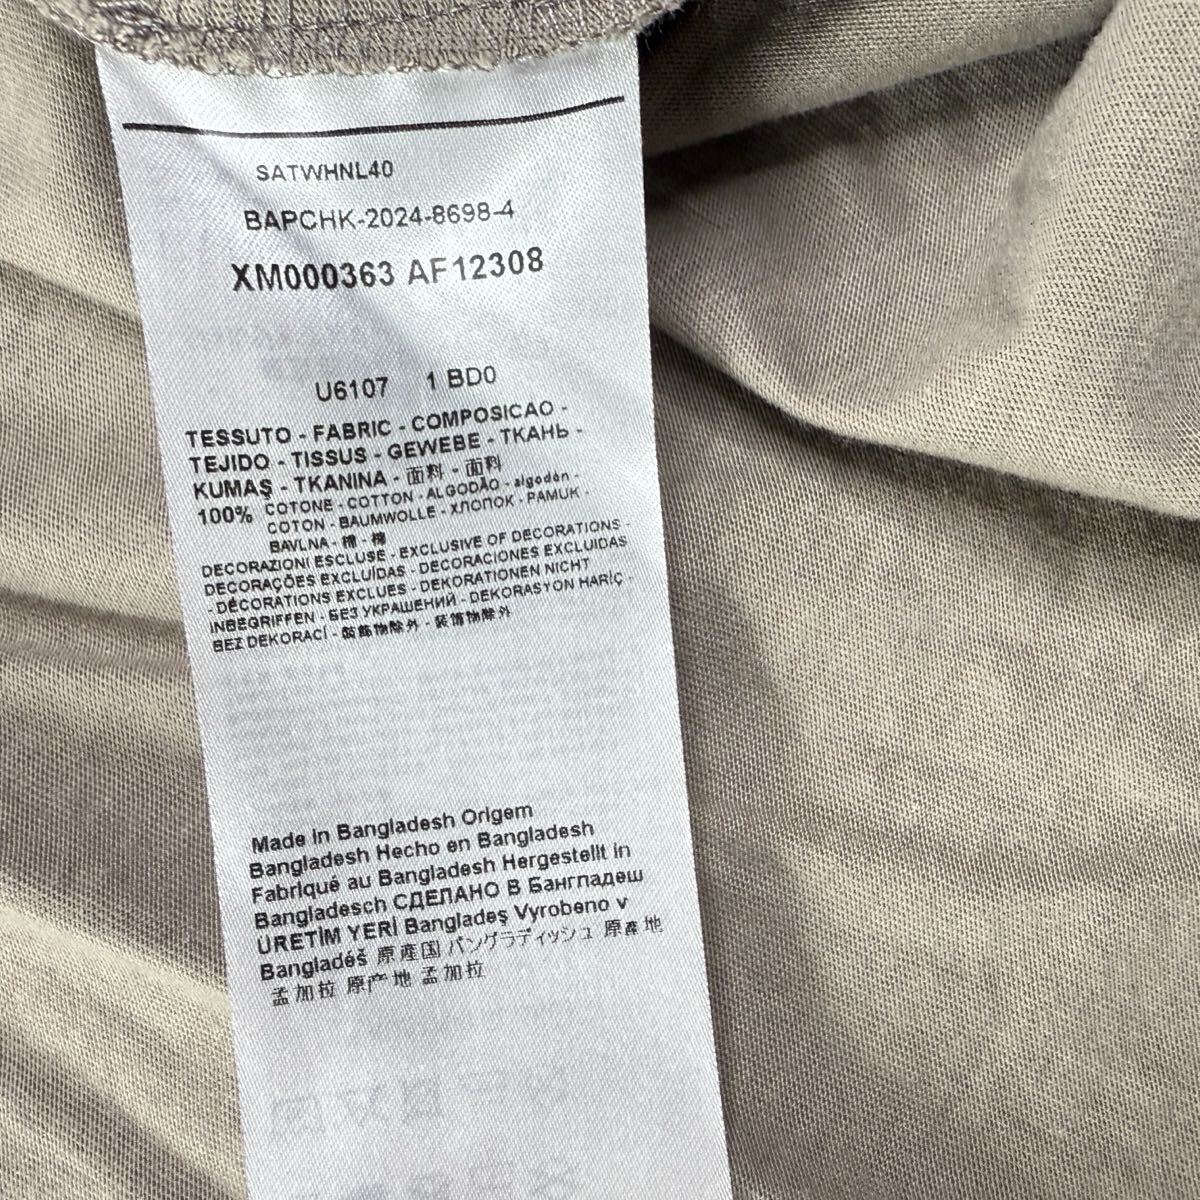 SATWHNL40
BAPCHK-2024-8698-4
XM000363 AF12308
U6107 1 BD0
TESSUTO - FABRIC - COMPOSICAO -
TEJIDO - TISSUS - GEWEBE - ТКАНЬ -
KUMAŞ - TKANINA - 面料 - 面料
100% COTONE - COTTON - ALGODÃO - algodón -
COTON - BAUMWOLLE - ХЛОПОК - PAMUK -
BAVLNA - 棉 - 棉
DECORAZIONI ESCLUSE - EXCLUSIVE OF DECORATIONS -
DECORAÇÕES EXCLUÍDAS - DECORACIONES EXCLUIDAS
- DÉCORATIONS EXCLUES - DEKORATIONEN NICHT
INBEGRIFFEN - БЕЗ УКРАШЕНИЙ - DEKORASYON HARİÇ -
BEZ DEKORACÍ - 装飾物除外 - 装饰物除外
Made in Bangladesh Origem
Bangladesh Hecho en Bangladesh
Fabriqué au Bangladesh Hergestellt in
Bangladesch СДЕЛАНО В Бангладеш
ÜRETİM YERİ Bangladeş Vyrobeno v
Bangladéš 原産国 バングラディッシュ 原產地
孟加拉 原产地 孟加拉